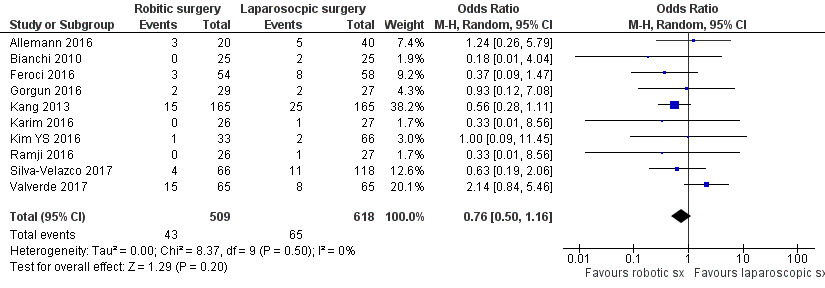 Robitic surgery Laparosocpic surgery Odds Ratio Odds Ratio
Study or Subgroup Events Total Events Total Weight M-H, Random, 95% CI M-H, Random, 95% CI
Allemann 2016 3 20 5 40 7.4% 1.24 [0.26, 5.79]
Bianchi 2010 0 25 2 25 1.9% 0.18 [0.01, 4.04]
Feroci 2016 3 54 8 58 9.2% 0.37 [0.09, 1.47]
Gorgun 2016 2 29 2 27 4.4% 0.93 [0.12, 7.08]
Kang 2013 15 165 25 165 38.2% 0.56 [0.28, 1.11]
Karim 2016 0 26 1 27 1.7% 0.33 [0.01, 8.56]
Kim YS 2016 1 33 2 66 3.0% 1.00 [0.09, 11.45]
Ramji 2016 0 26 1 27 1.7% 0.33 [0.01, 8.56]
Silva-Velazco 2017 4 66 11 118 12.6% 0.63 [0.19, 2.06]
Valverde 2017 15 65 8 65 20.1% 2.14 [0.84, 5.46]
Total (95% CI) 509 618 100.0% 0.76 [0.50, 1.16]
Total events 43 65
Heterogeneity: Tau² = 0.00; Chi² = 8.37, df = 9 (P = 0.50); I² = 0%
Test for overall effect: Z = 1.29 (P = 0.20)
0.01 0.1 1 10 100
Favours robotic sx Favours laparoscopic sx